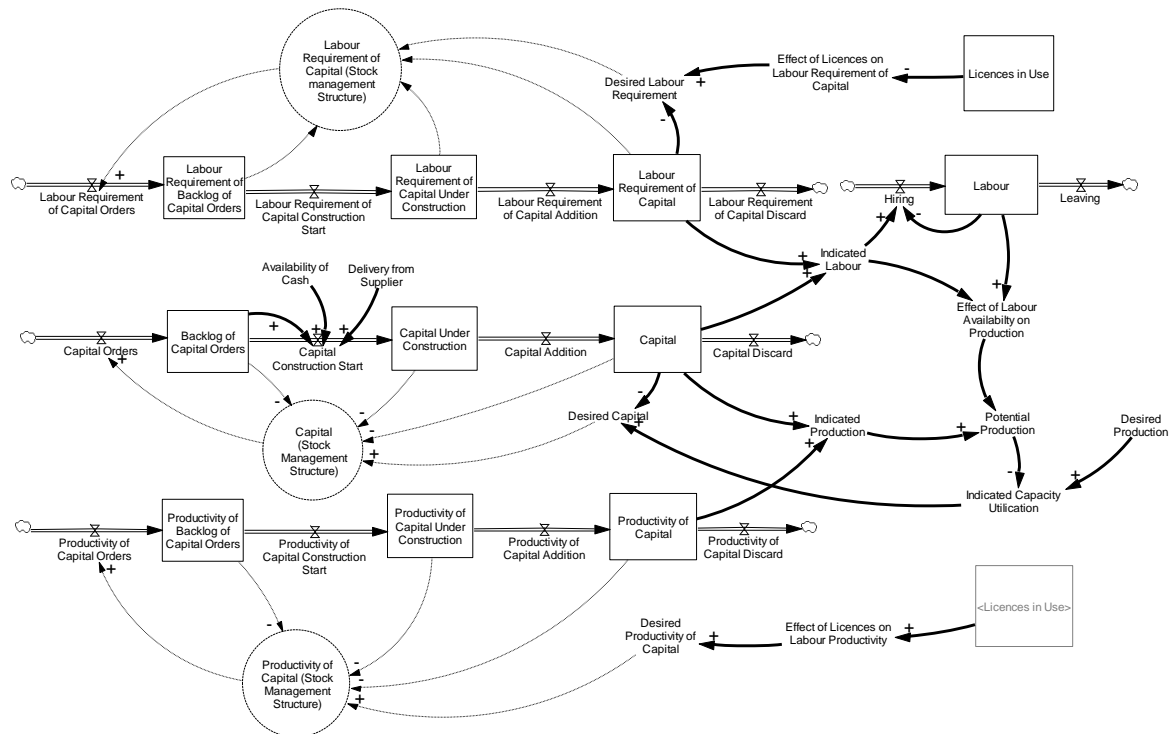 Labour
Requirement of
Capital (Stock
management
Structure)
Desired Labour
Requirement
+
Effect of Licences on
Labour Requirement of
Capital
-
Licences in Use
-
+
Labour Requirement
of Capital Orders
Labour
Requirement of
Backlog of
Capital Orders
Labour Requirement of
Capital Construction
Start
Labour
Requirement of
Capital Under
Construction
Labour Requirement
of Capital Addition
Labour
Requirement of
Capital
Labour Requirement
of Capital Discard
Hiring
+
-
Labour
Leaving
+
+
Indicated
Labour
+
Effect of Labour
Availabilty on
Production
Availability of
Cash
Delivery from
Supplier
Capital Orders
+
Backlog of
Capital Orders
+
+
+
Capital
Construction Start
Capital Under
Construction
Capital Addition
Capital
Capital Discard
-
-
-
-
+
Capital
(Stock
Management
Structure)
Desired Capital
+
+
+
Indicated
Production
+
Potential
Production
-
Desired
Production
+
Indicated Capacity
Utilisation
Productivity of
Capital Orders
+
Productivity of
Backlog of
Capital Orders
Productivity of
Capital Construction
Start
Productivity of
Capital Under
Construction
Productivity of
Capital Addition
Productivity of
Capital
Productivity of
Capital Discard
-
-
-
+
Productivity of
Capital (Stock
Management
Structure)
Desired
Productivity of
Capital
+
Effect of Licences on
Labour Productivity
+
<Licences in Use>